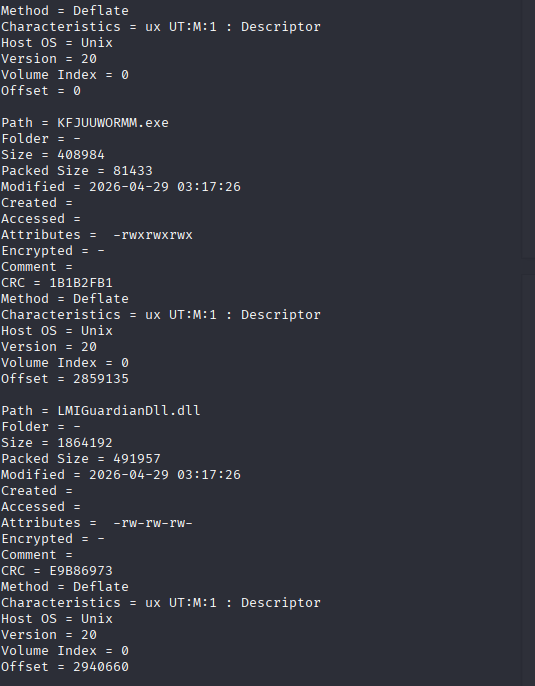 Method = Deflate
Characteristics = ux UT:M:1 : Descriptor
Host OS = Unix
Version = 20
Volume Index = 0
Offset = 0

Path = KFJUUWORMM.exe
Folder = -
Size = 408984
Packed Size = 81433
Modified = 2026-04-29 03:17:26
Created =
Accessed =
Attributes =  -rwxrwxrwx
Encrypted = -
Comment =
CRC = 1B1B2FB1
Method = Deflate
Characteristics = ux UT:M:1 : Descriptor
Host OS = Unix
Version = 20
Volume Index = 0
Offset = 2859135

Path = LMIGuardianDll.dll
Folder = -
Size = 1864192
Packed Size = 491957
Modified = 2026-04-29 03:17:26
Created =
Accessed =
Attributes =  -rw-rw-rw-
Encrypted = -
Comment =
CRC = E9B86973
Method = Deflate
Characteristics = ux UT:M:1 : Descriptor
Host OS = Unix
Version = 20
Volume Index = 0
Offset = 2940660